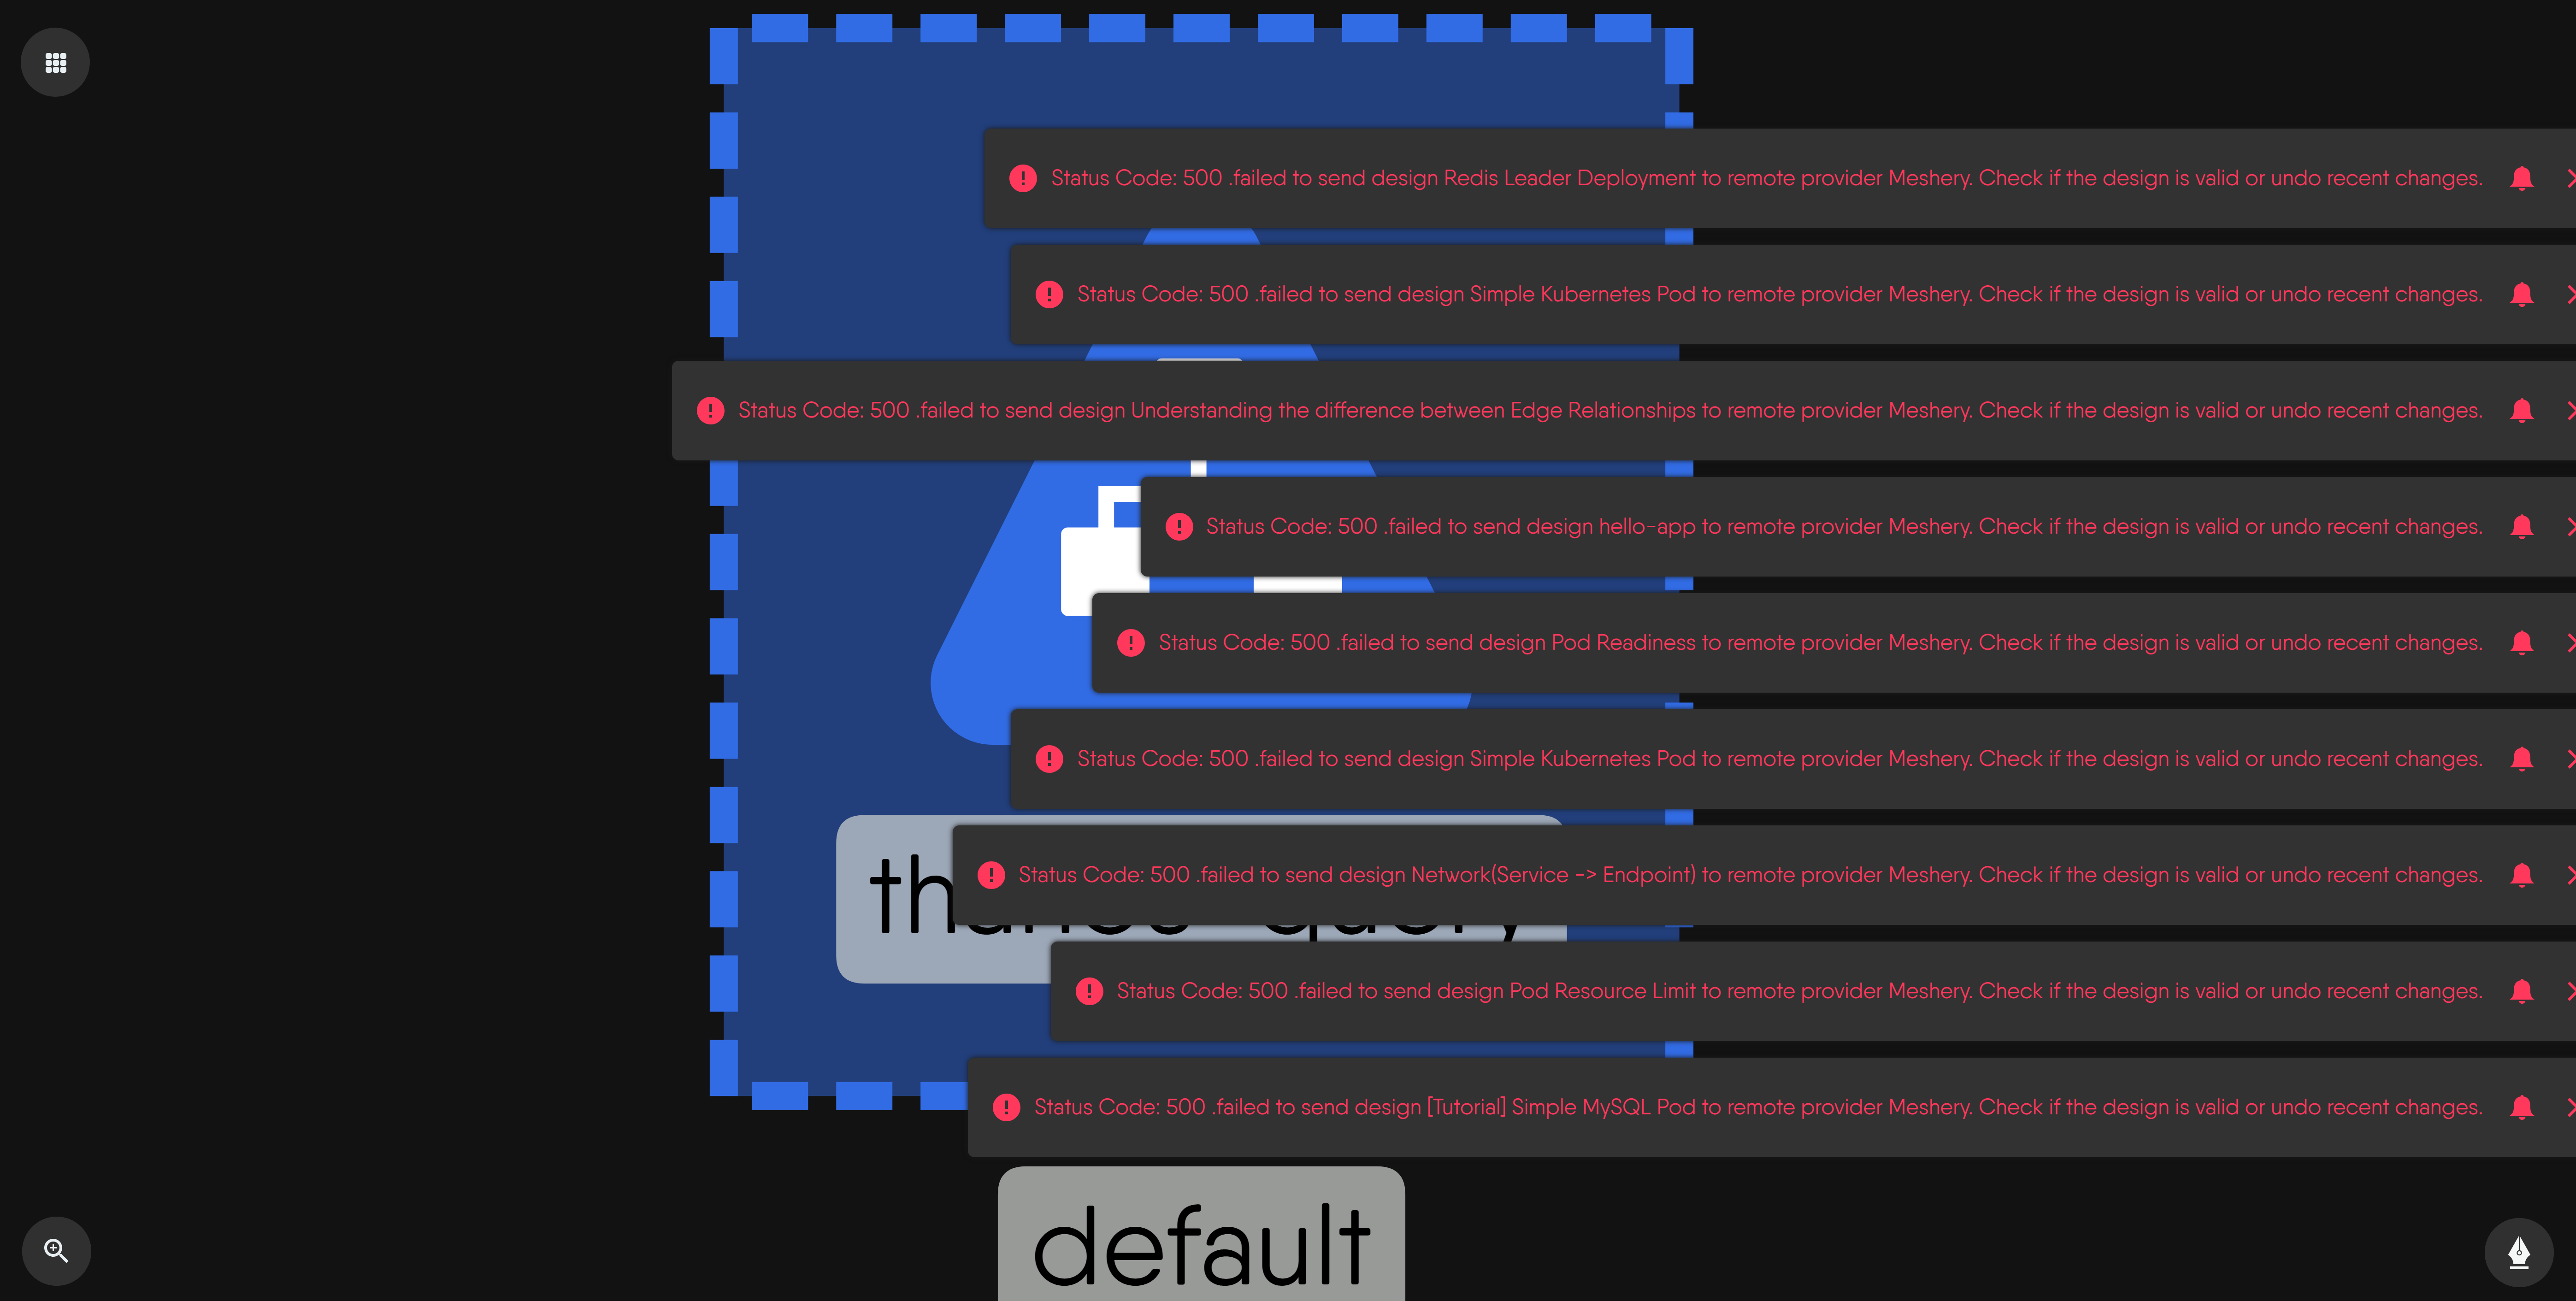 Status Code: 500 .failed to send design Redis Leader Deployment to remote provider Meshery. Check if the design is valid or undo recent changes.
Status Code: 500 .failed to send design Simple Kubernetes Pod to remote provider Meshery. Check if the design is valid or undo recent changes.
Status Code: 500 .failed to send design Understanding the difference between Edge Relationships to remote provider Meshery. Check if the design is valid or undo recent changes.
Status Code: 500 .failed to send design hello-app to remote provider Meshery. Check if the design is valid or undo recent changes.
Status Code: 500 .failed to send design Pod Readiness to remote provider Meshery. Check if the design is valid or undo recent changes.
Status Code: 500 .failed to send design Simple Kubernetes Pod to remote provider Meshery. Check if the design is valid or undo recent changes.
Status Code: 500 .failed to send design Network(Service -> Endpoint) to remote provider Meshery. Check if the design is valid or undo recent changes.
Status Code: 500 .failed to send design Pod Resource Limit to remote provider Meshery. Check if the design is valid or undo recent changes.
Status Code: 500 .failed to send design [Tutorial] Simple MySQL Pod to remote provider Meshery. Check if the design is valid or undo recent changes.
default